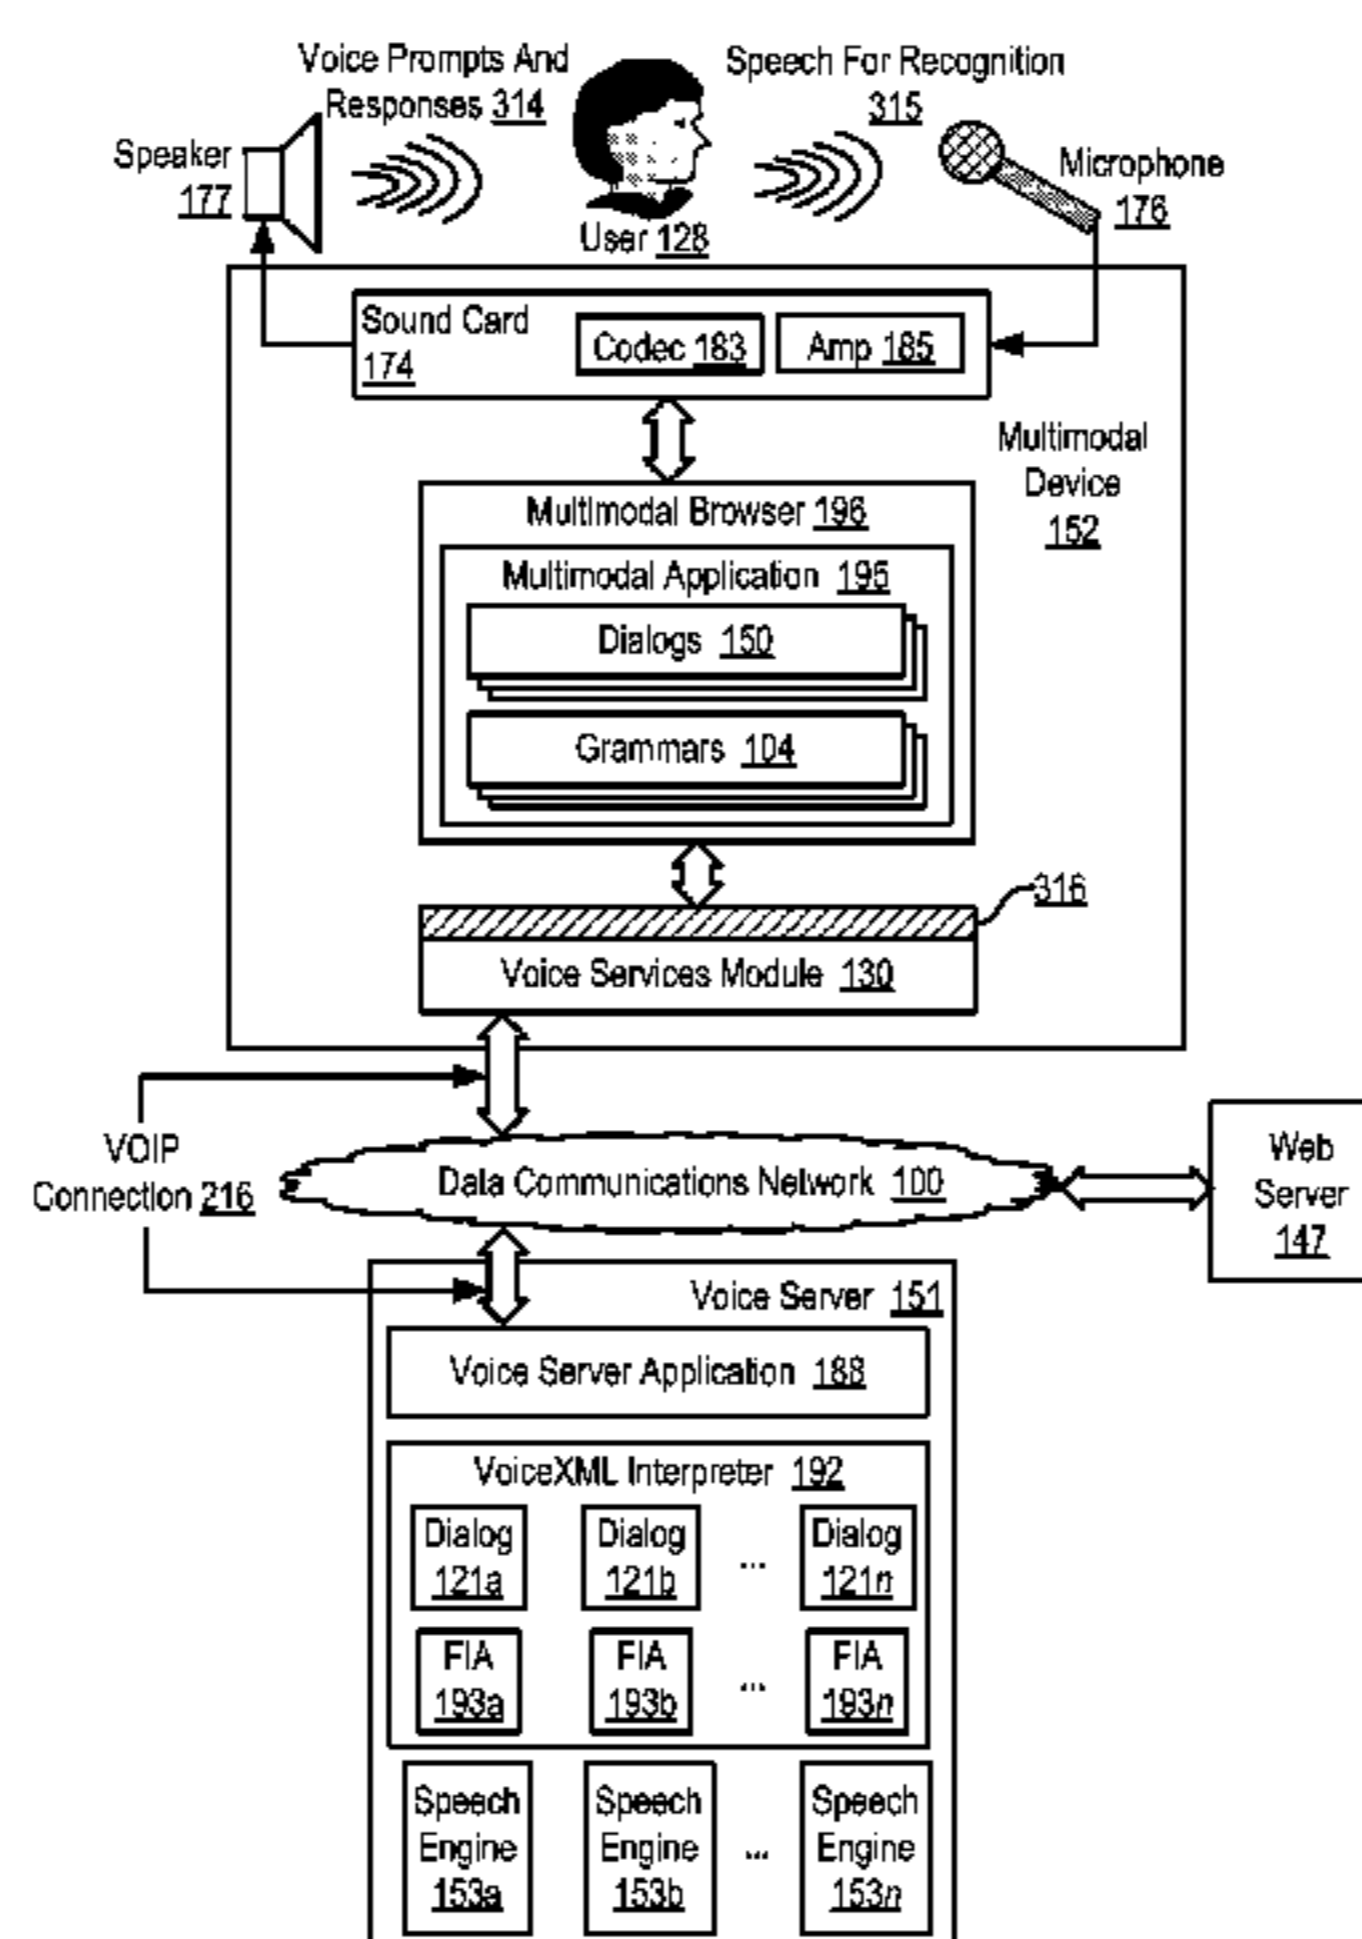 Voice Prompts And
Responses 314
Speech For Recognition
315
Speaker
177
Microphone
176
User 128
Sound Card
174
Codec 183
Amp 185
Multimodal
Device
152
Multimodal Browser 196
Multimodal Application 195
Dialogs 150
Grammars 104
316
Voice Services Module 130
VOIP
Connection 216
Data Communications Network 100
Web
Server
147
Voice Server 151
Voice Server Application 188
VoiceXML Interpreter 192
Dialog
121a
Dialog
121b
...
Dialog
121n
FIA
193a
FIA
193b
...
FIA
193n
Speech
Engine
153a
Speech
Engine
153b
...
Speech
Engine
153n